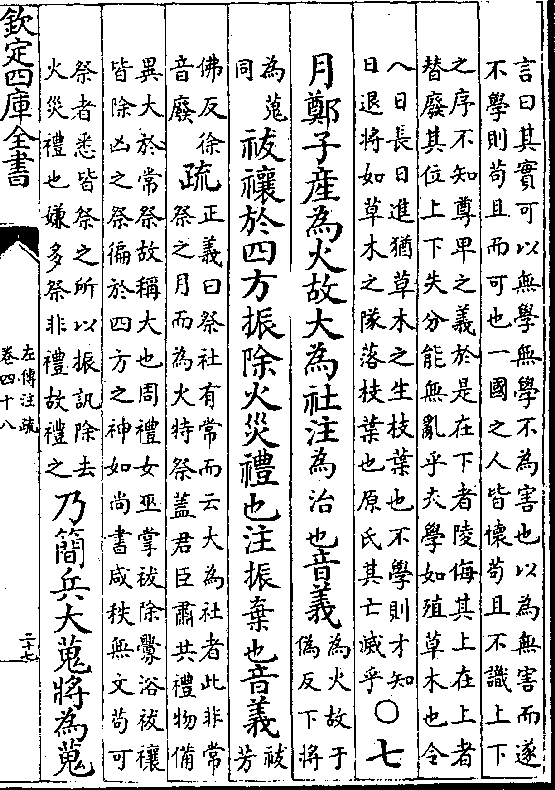 言曰其實可以無學無學不為害也以為無害而遂
不學則苟且而可也一國之人皆懷苟且不識上下
之序不知尊卑之義於是在下者陵侮其上在上者
替廢其位上下失分能無亂乎夫學如殖草木也令
人日長日進猶草木之生枝葉也不學則才知
日退將如草木之隊落枝葉也原氏其亡滅乎
○七
月鄭子產為火故大為社注為治也音義
為火故于
偽反下將
為蒐
同
祓禳於四方振除火災禮也注振棄也音義
祓
芳
佛反徐
音廢
疏
正義曰祭社有常而云大為社者此非常
祭之月而為火特祭蓋君臣肅共禮物備
異大於常祭故稱大也周禮女巫掌祓除釁浴祓禳
皆除凶之祭徧於四方之神如尚書咸秩無文苟可
祭者悉皆祭之所以振訊除去
火災禮也嫌多祭非禮故禮之
乃簡兵大蒐將為蒐
欽定四庫全書
左傳注疏
卷四十八
二十七